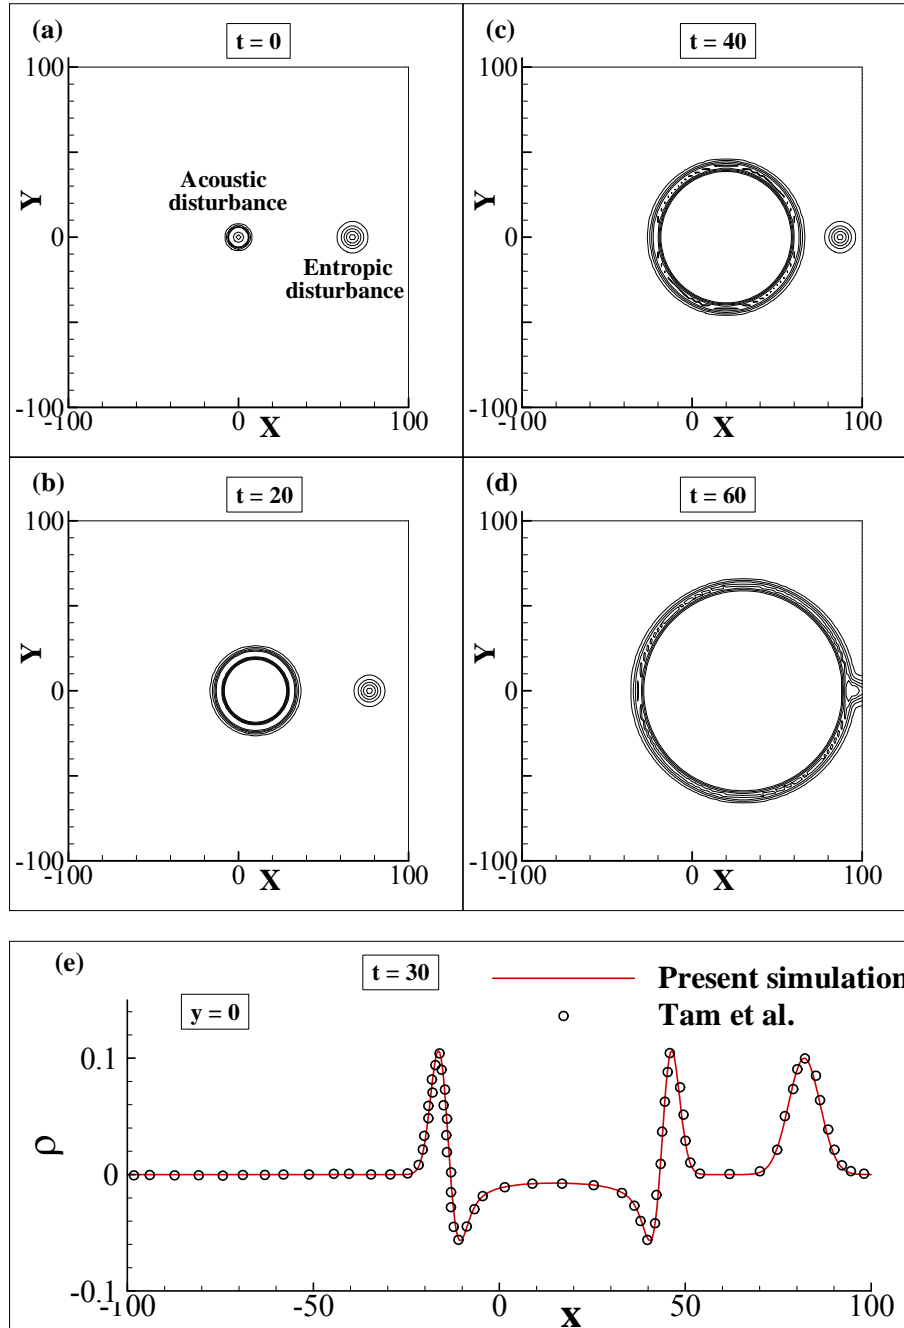 (a)
t = 0
100
Acoustic
disturbance
Y
0
Entropic
disturbance
-100
-100
0
X
100
(c)
t = 40
100
Y
0
-100
-100
0
X
100
(b)
t = 20
100
Y
0
-100
-100
0
X
100
(d)
t = 60
100
Y
0
-100
-100
0
X
100
(e)
t = 30
Present simulation
y = 0
Tam et al.
0.1
ρ
0
-0.1
-100
-50
0
x
50
100